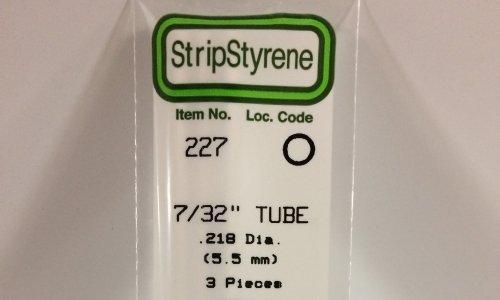 StripStyrene
Item No. Loc. Code
227
7/32" TUBE
.218 Dia.
(5.5 mm)
3 Pieces